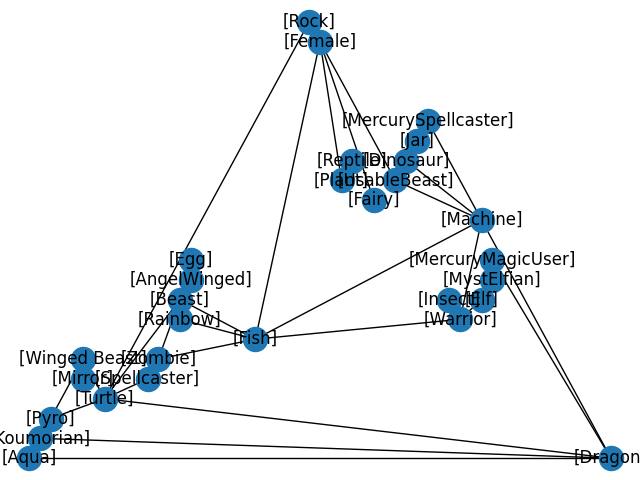 [Rock]
[Female]
[MercurySpellcaster]
[Jar]
[Reptile]
[Dinosaur]
[Plant]
[UsableBeast]
[Fairy]
[Machine]
[Egg]
[MercuryMagicUser]
[AngelWinged]
[MystElfian]
[Beast]
[Insect]
[Elf]
[Rainbow]
[Warrior]
[Fish]
[Winged Beast]
[Zombie]
[Mirror]
[Spellcaster]
[Turtle]
[Pyro]
Koumorian]
[Aqua]
[Dragon